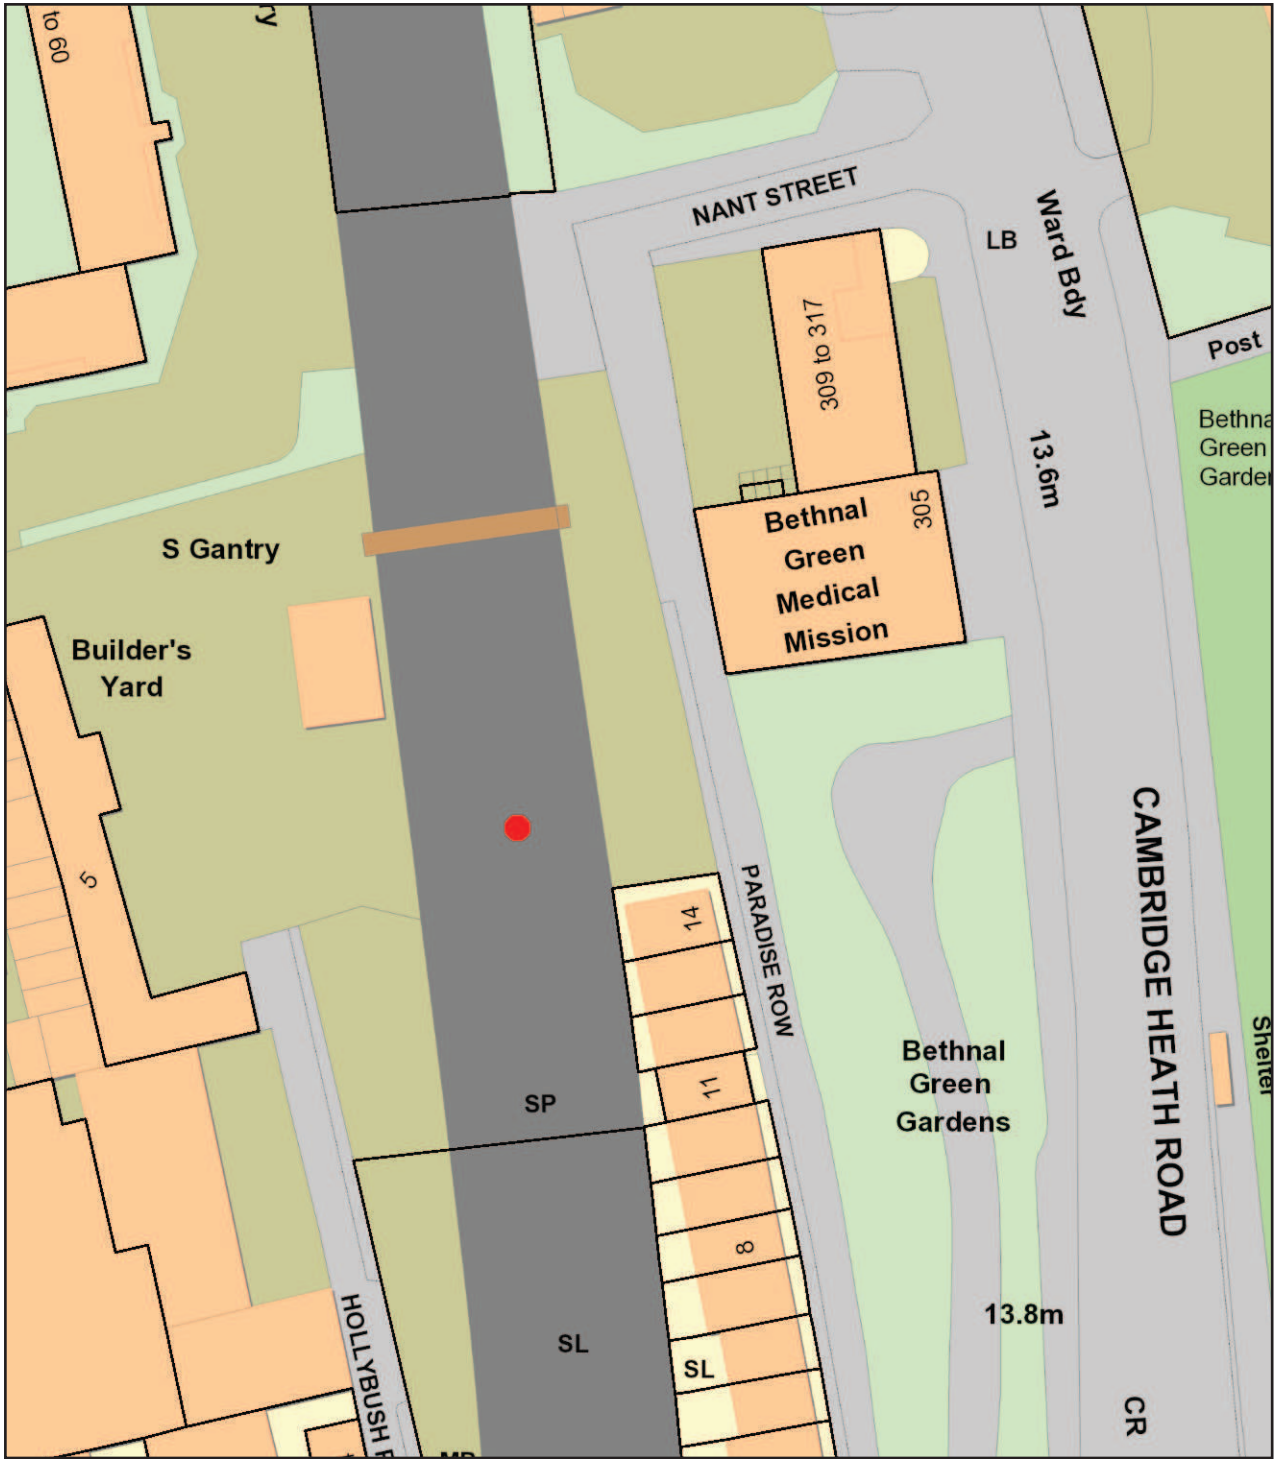 to 60
ry
NANT STREET
LB
Ward Bdy
Post
309 to 317
Bethna
Green
Garder
13.6m
305
Bethnal
Green
Medical
Mission
S Gantry
Builder's
Yard
5
14
PARADISE ROW
CAMBRIDGE HEATH ROAD
Shelter
11
SP
Bethnal
Green
Gardens
8
13.8m
HOLLYBUSH
SL
SL
CR